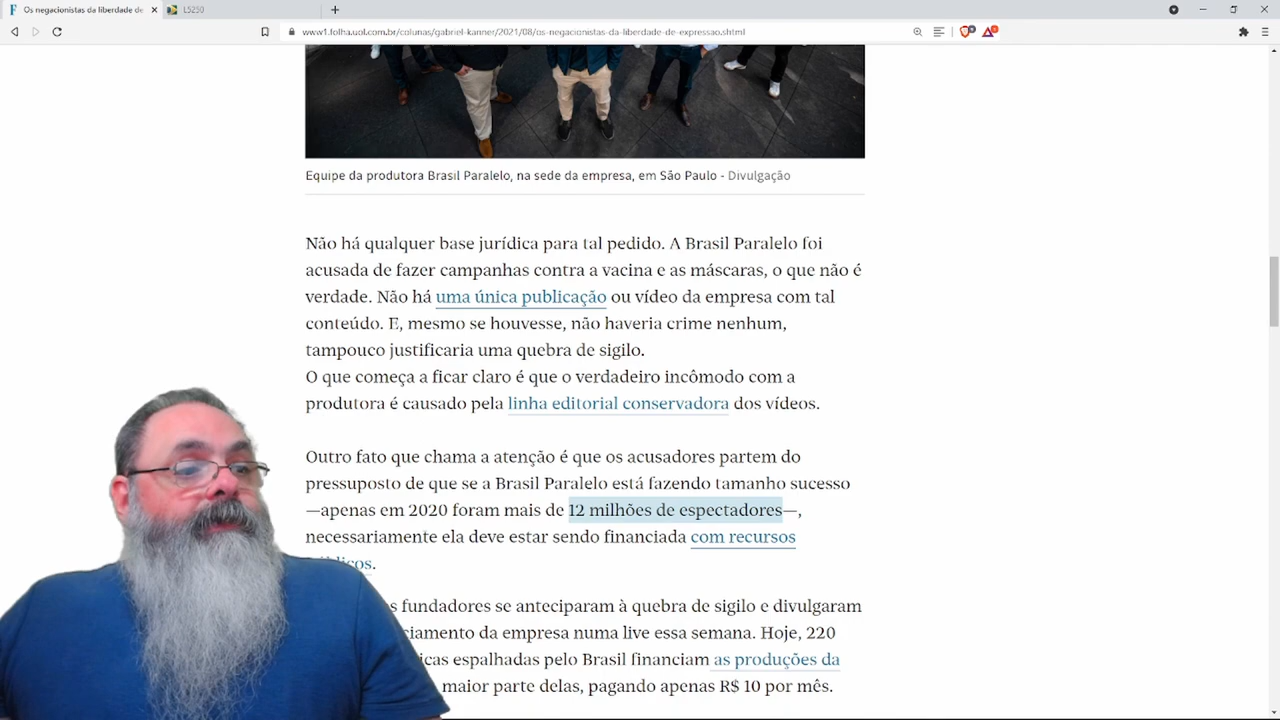 Os negacionistas da liberdade de
L5250
www1.folha.uol.com.br/colunas/gabriel-kanner/2021/08/os-negacionistas-da-liberdade-de-expressao.shtml
Equipe da produtora Brasil Paralelo, na sede da empresa, em São Paulo - Divulgação
Não há qualquer base jurídica para tal pedido. A Brasil Paralelo foi
acusada de fazer campanhas contra a vacina e as máscaras, o que não é
verdade. Não há uma única publicação ou vídeo da empresa com tal
conteúdo. E, mesmo se houvesse, não haveria crime nenhum,
tampouco justificaria uma quebra de sigilo.
O que começa a ficar claro é que o verdadeiro incômodo com a
produtora é causado pela linha editorial conservadora dos vídeos.
Outro fato que chama a atenção é que os acusadores partem do
pressuposto de que se a Brasil Paralelo está fazendo tamanho sucesso
—apenas em 2020 foram mais de 12 milhões de espectadores—,
necessariamente ela deve estar sendo financiada com recursos
fundadores se anteciparam à quebra de sigilo e divulgaram
da empresa numa live essa semana. Hoje, 220
espalhadas pelo Brasil financiam as produções da
maior parte delas, pagando apenas R$ 10 por mês.